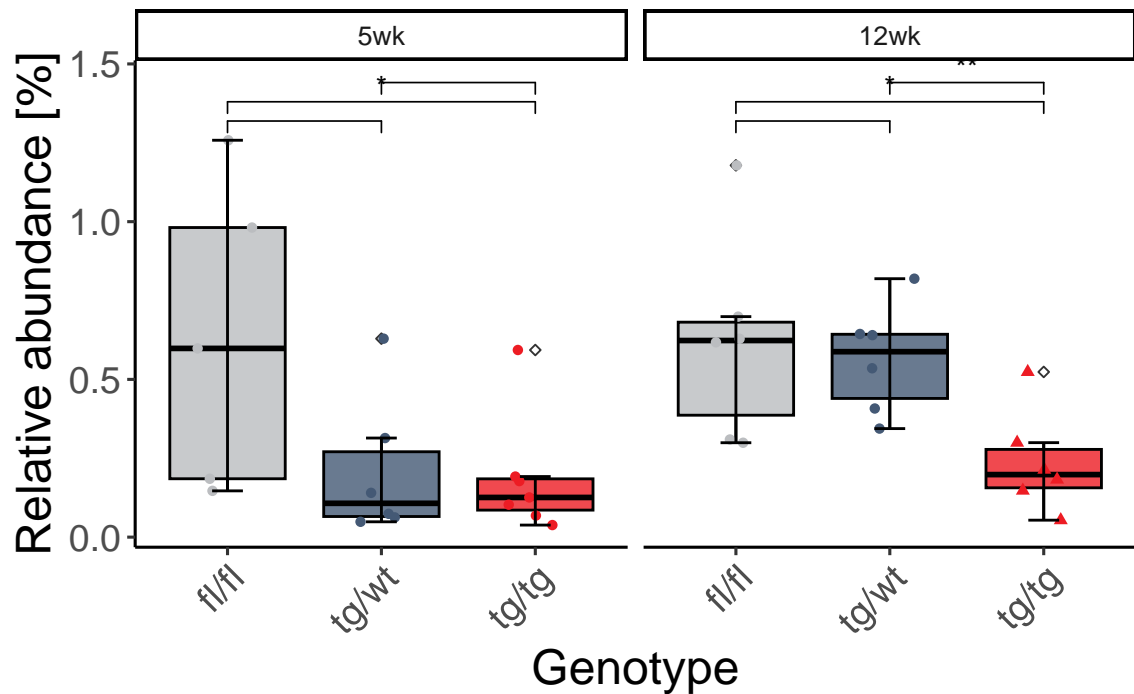 5wk
12wk
Relative abundance [%]
1.5
1.0
0.5
0.0
*
**
*
fl/fl
tg/wt
tg/tg
fl/fl
tg/wt
tg/tg
Genotype